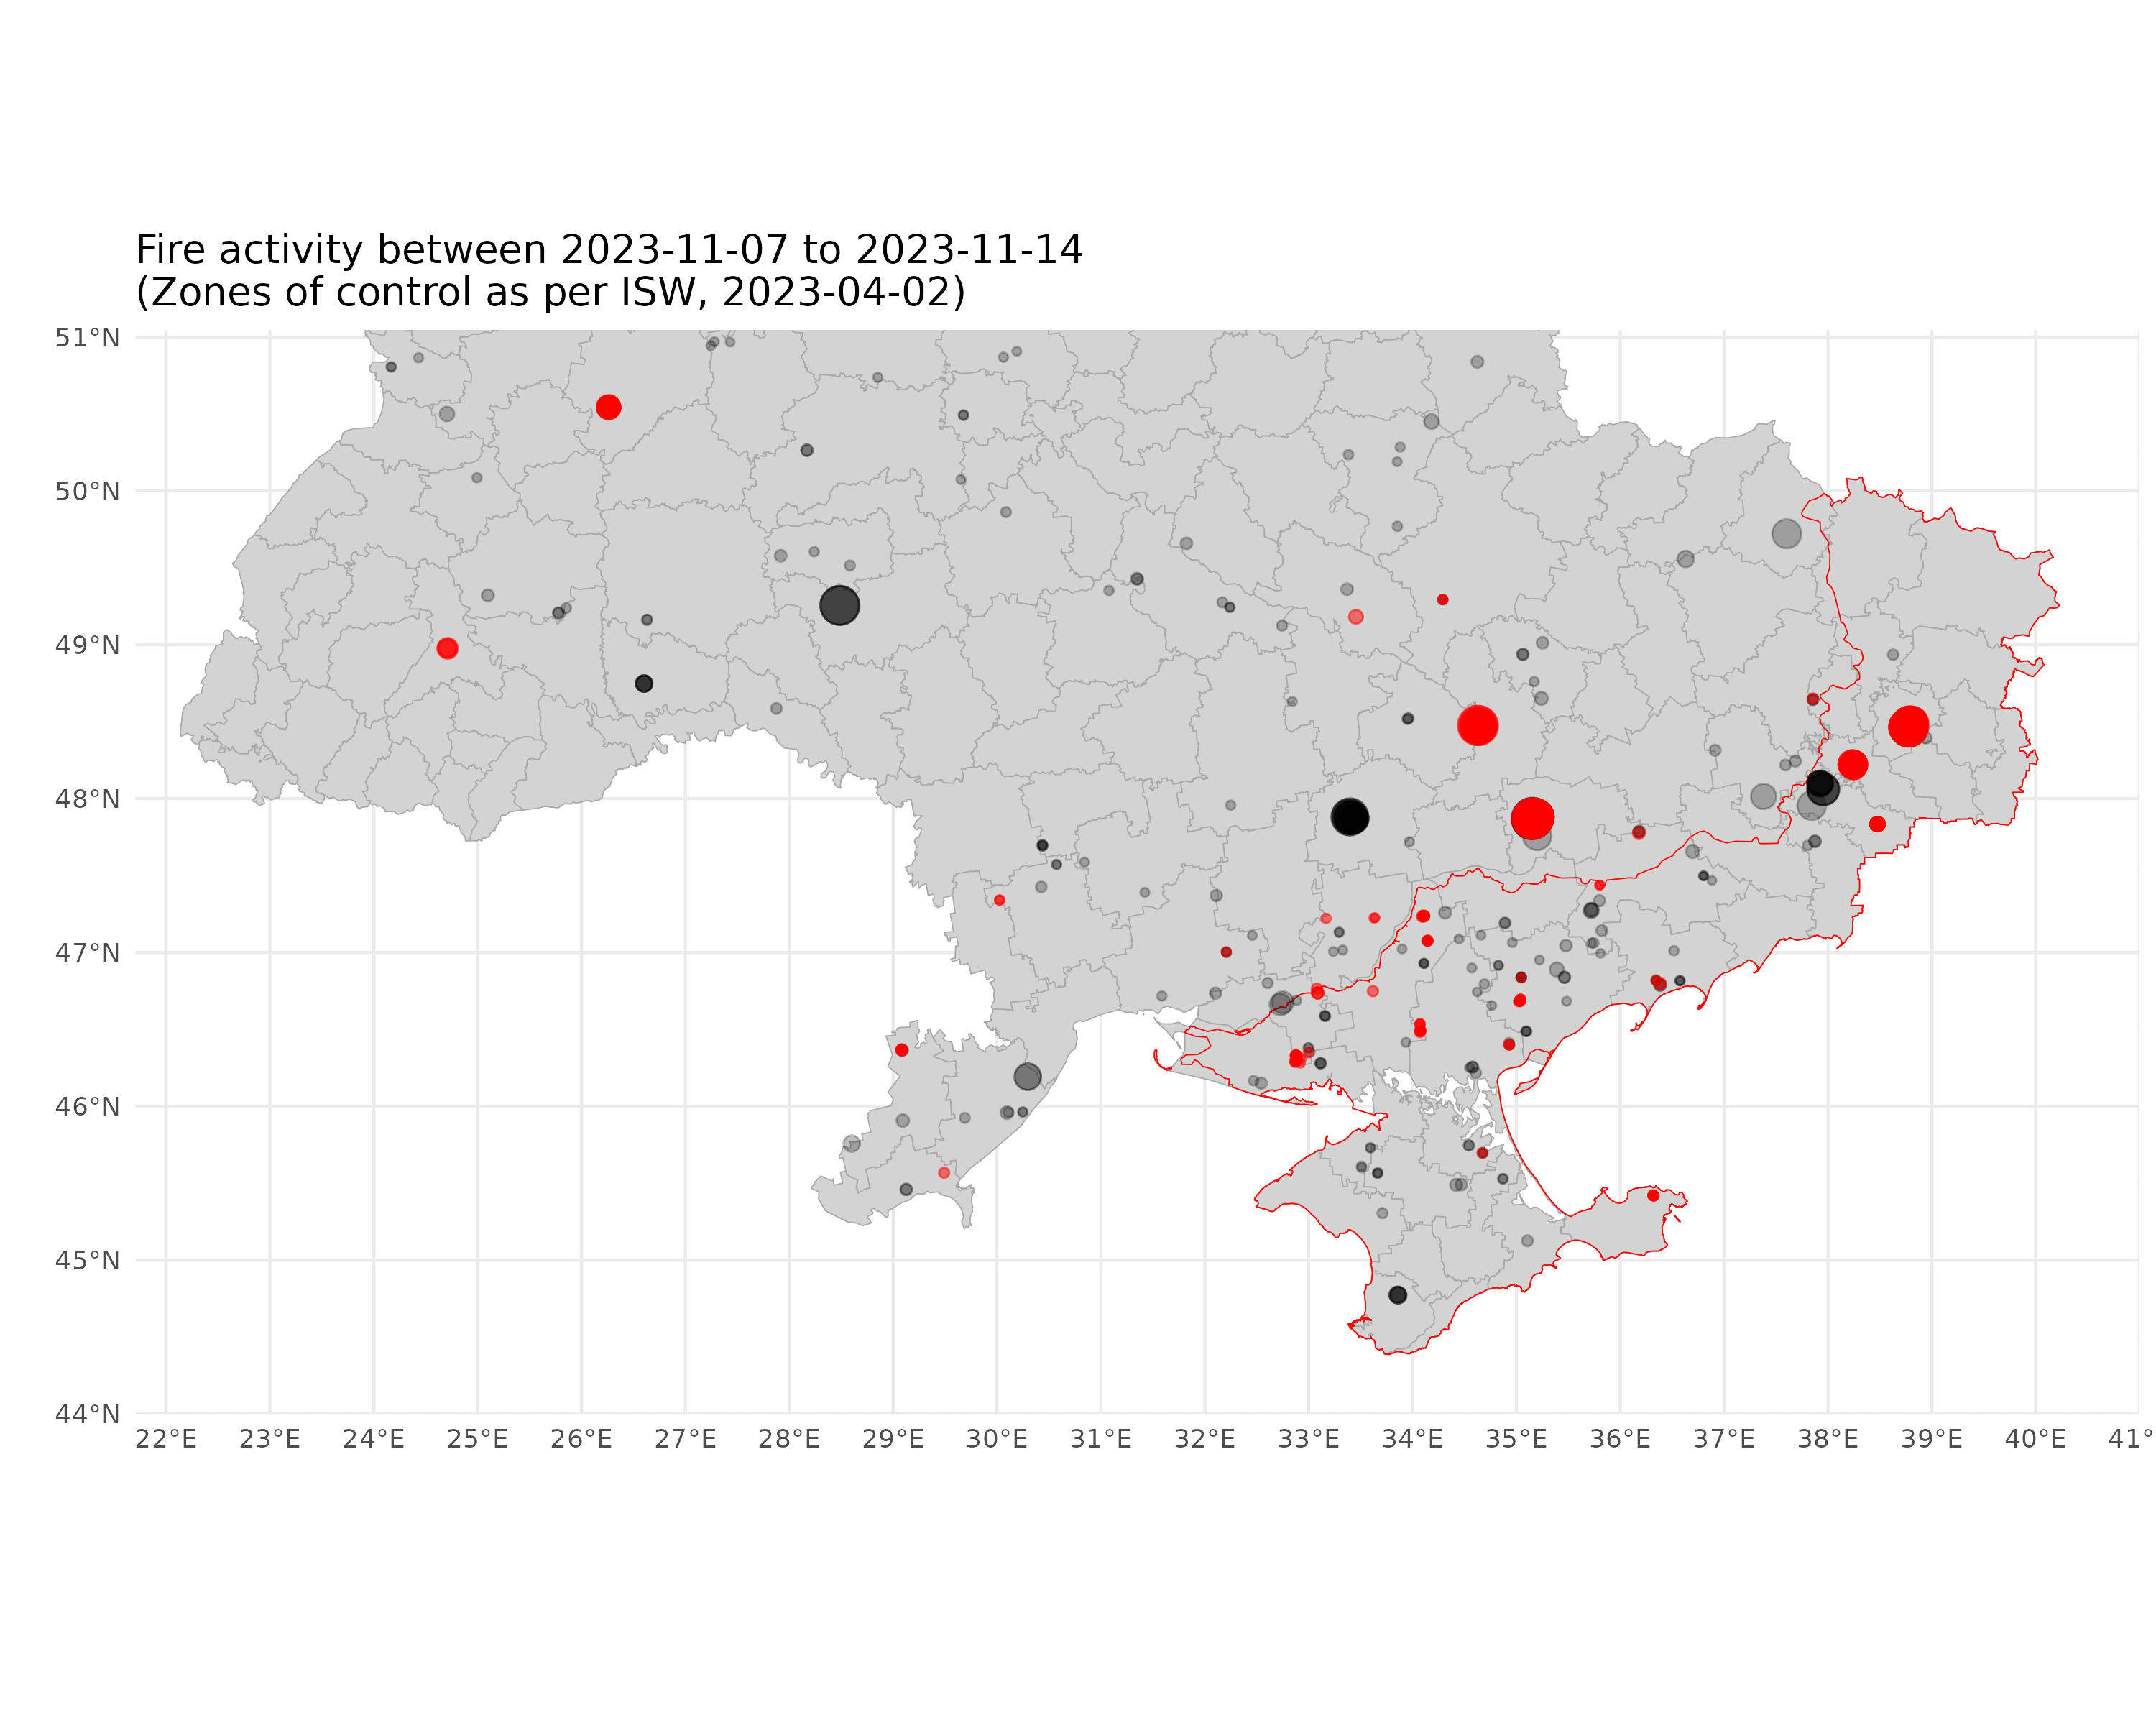 Fire activity between 2023-11-07 to 2023-11-14
(Zones of control as per ISW, 2023-04-02)
51°N
50°N
49°N
48°N
47°N
46°N
45°N
44°N
22°E 23°E 24°E 25°E 26°E 27°E 28°E 29°E 30°E 31°E 32°E 33°E 34°E 35°E 36°E 37°E 38°E 39°E 40°E 41°